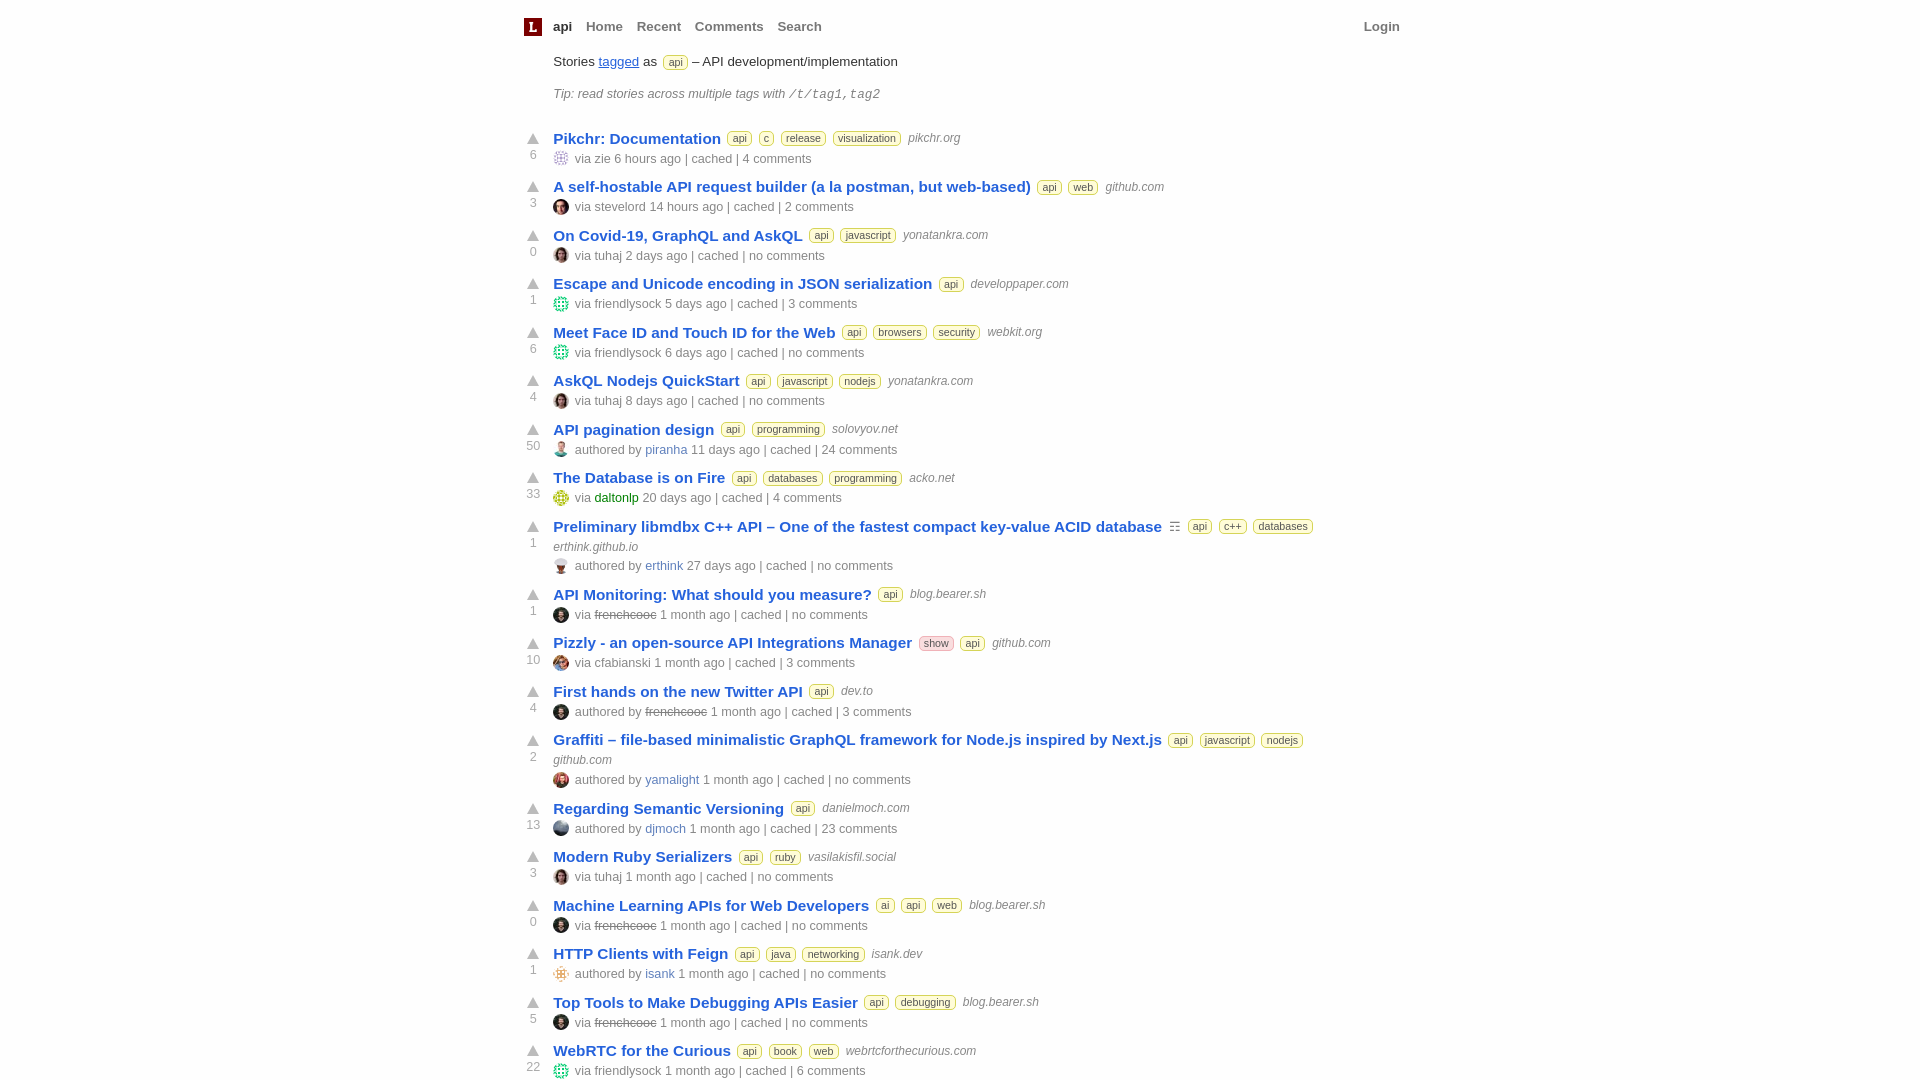 L api Home Recent Comments Search Login
Stories tagged as api – API development/implementation
Tip: read stories across multiple tags with /t/tag1,tag2
Pikchr: Documentation api c release visualization pikchr.org
6 via zie 6 hours ago | cached | 4 comments
A self-hostable API request builder (a la postman, but web-based) api web github.com
3 via stevelord 14 hours ago | cached | 2 comments
On Covid-19, GraphQL and AskQL api javascript yonatankra.com
0 via tuhaj 2 days ago | cached | no comments
Escape and Unicode encoding in JSON serialization api developpaper.com
1 via friendlysock 5 days ago | cached | 3 comments
Meet Face ID and Touch ID for the Web api browsers security webkit.org
6 via friendlysock 6 days ago | cached | no comments
AskQL Nodejs QuickStart api javascript nodejs yonatankra.com
4 via tuhaj 8 days ago | cached | no comments
API pagination design api programming solovyov.net
50 authored by piranha 11 days ago | cached | 24 comments
The Database is on Fire api databases programming acko.net
33 via daltonlp 20 days ago | cached | 4 comments
Preliminary libmdbx C++ API – One of the fastest compact key-value ACID database ☶ api c++ databases
1 erthink.github.io
authored by erthink 27 days ago | cached | no comments
API Monitoring: What should you measure? api blog.bearer.sh
1 via frenchcooc 1 month ago | cached | no comments
Pizzly - an open-source API Integrations Manager show api github.com
10 via cfabianski 1 month ago | cached | 3 comments
First hands on the new Twitter API api dev.to
4 authored by frenchcooc 1 month ago | cached | 3 comments
Graffiti – file-based minimalistic GraphQL framework for Node.js inspired by Next.js api javascript nodejs
2 github.com
authored by yamalight 1 month ago | cached | no comments
Regarding Semantic Versioning api danielmoch.com
13 authored by djmoch 1 month ago | cached | 23 comments
Modern Ruby Serializers api ruby vasilakisfil.social
3 via tuhaj 1 month ago | cached | no comments
Machine Learning APIs for Web Developers ai api web blog.bearer.sh
0 via frenchcooc 1 month ago | cached | no comments
HTTP Clients with Feign api java networking isank.dev
1 authored by isank 1 month ago | cached | no comments
Top Tools to Make Debugging APIs Easier api debugging blog.bearer.sh
5 via frenchcooc 1 month ago | cached | no comments
WebRTC for the Curious api book web webrtcforthecurious.com
22 via friendlysock 1 month ago | cached | 6 comments